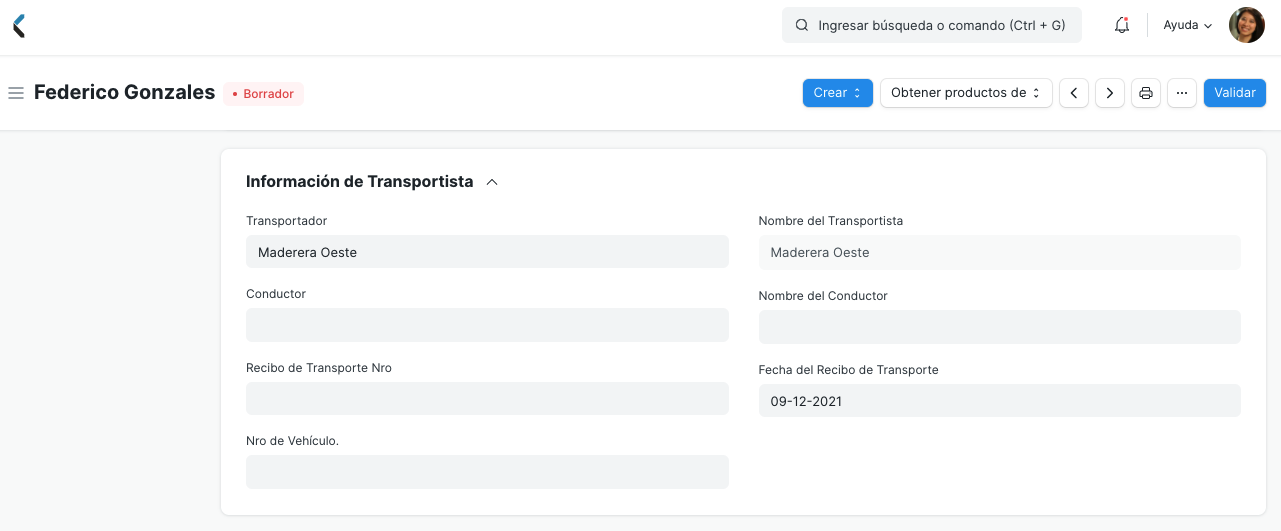 Ingresar búsqueda o comando (Ctrl + G)
Ayuda
Federico Gonzales
Borrador
Crear
Obtener productos de
Validar
Información de Transportista
Transportador
Maderera Oeste
Nombre del Transportista
Maderera Oeste
Conductor
Nombre del Conductor
Recibo de Transporte Nro
Fecha del Recibo de Transporte
09-12-2021
Nro de Vehículo.